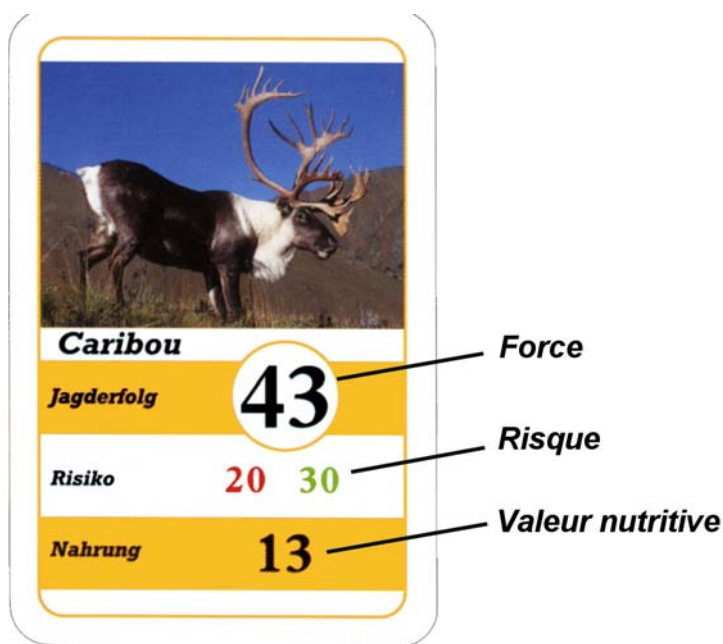 Caribou
Jagderfolg 43 Force
Risiko 20 30 Risque
Nahrung 13 Valeur nutritive